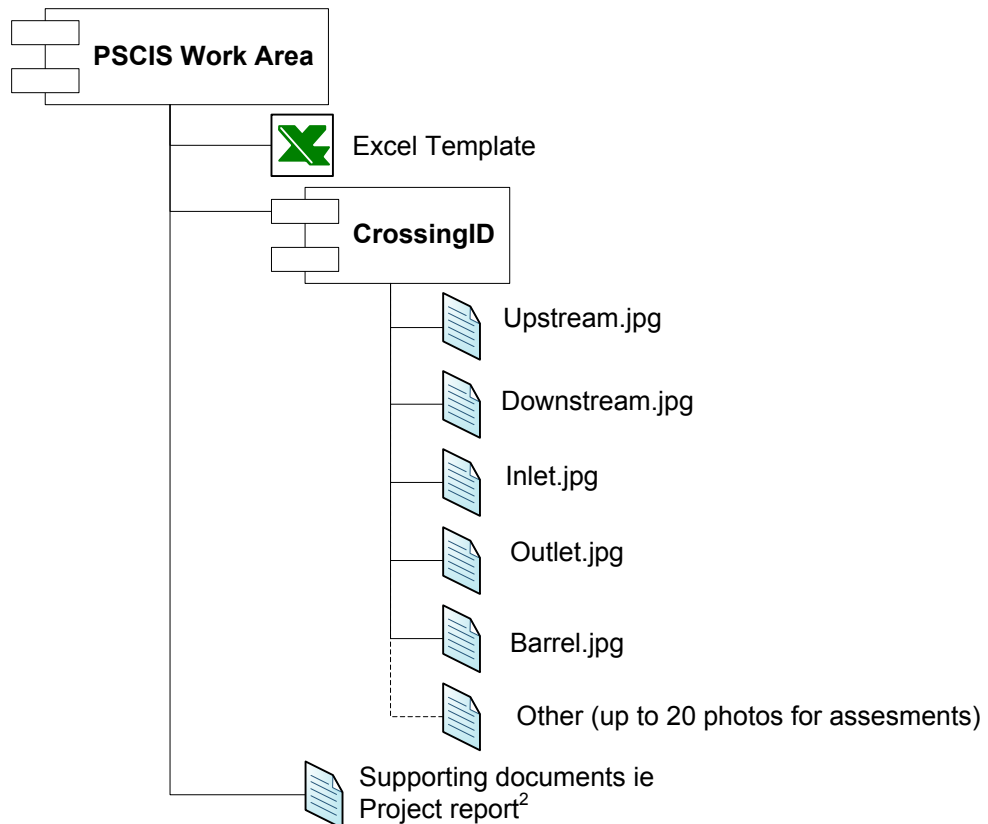 PSCIS Work Area
Excel Template
CrossingID
Upstream.jpg
Downstream.jpg
Inlet.jpg
Outlet.jpg
Barrel.jpg
Other (up to 20 photos for assesments)
Supporting documents ie
Project report²